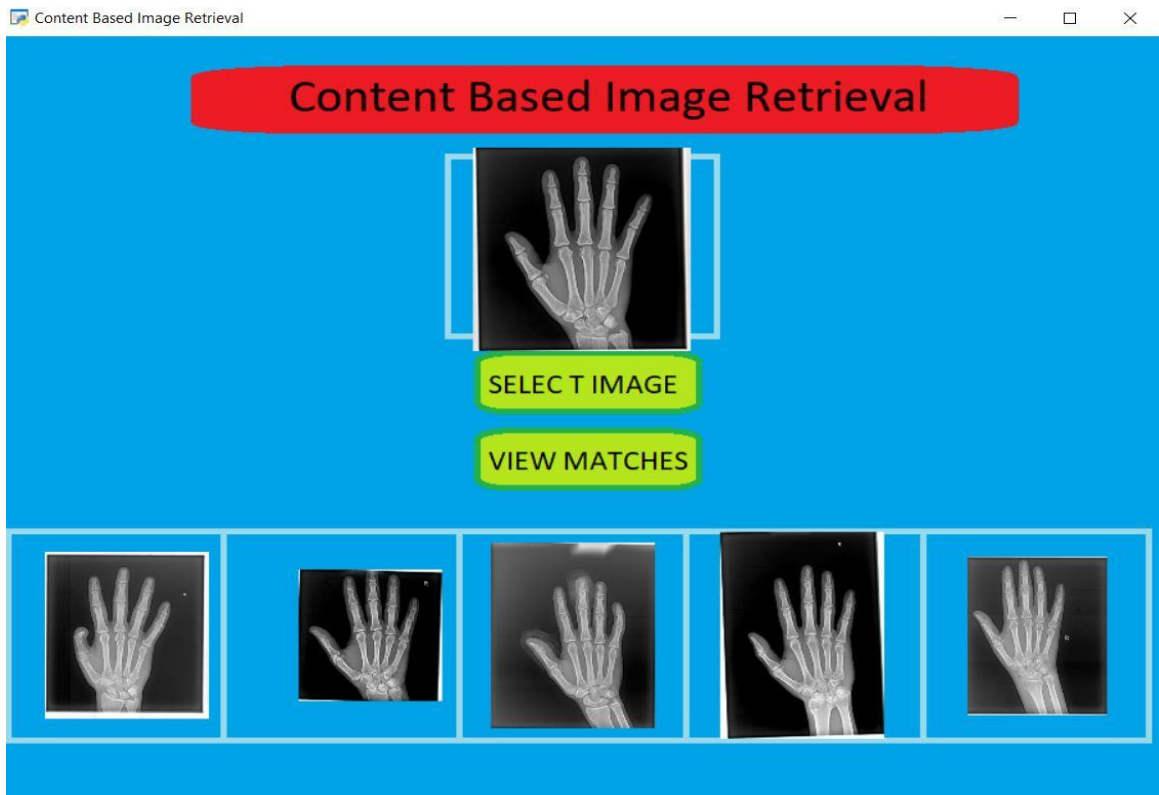 Content Based Image Retrieval
Content Based Image Retrieval
SELEC T IMAGE
VIEW MATCHES